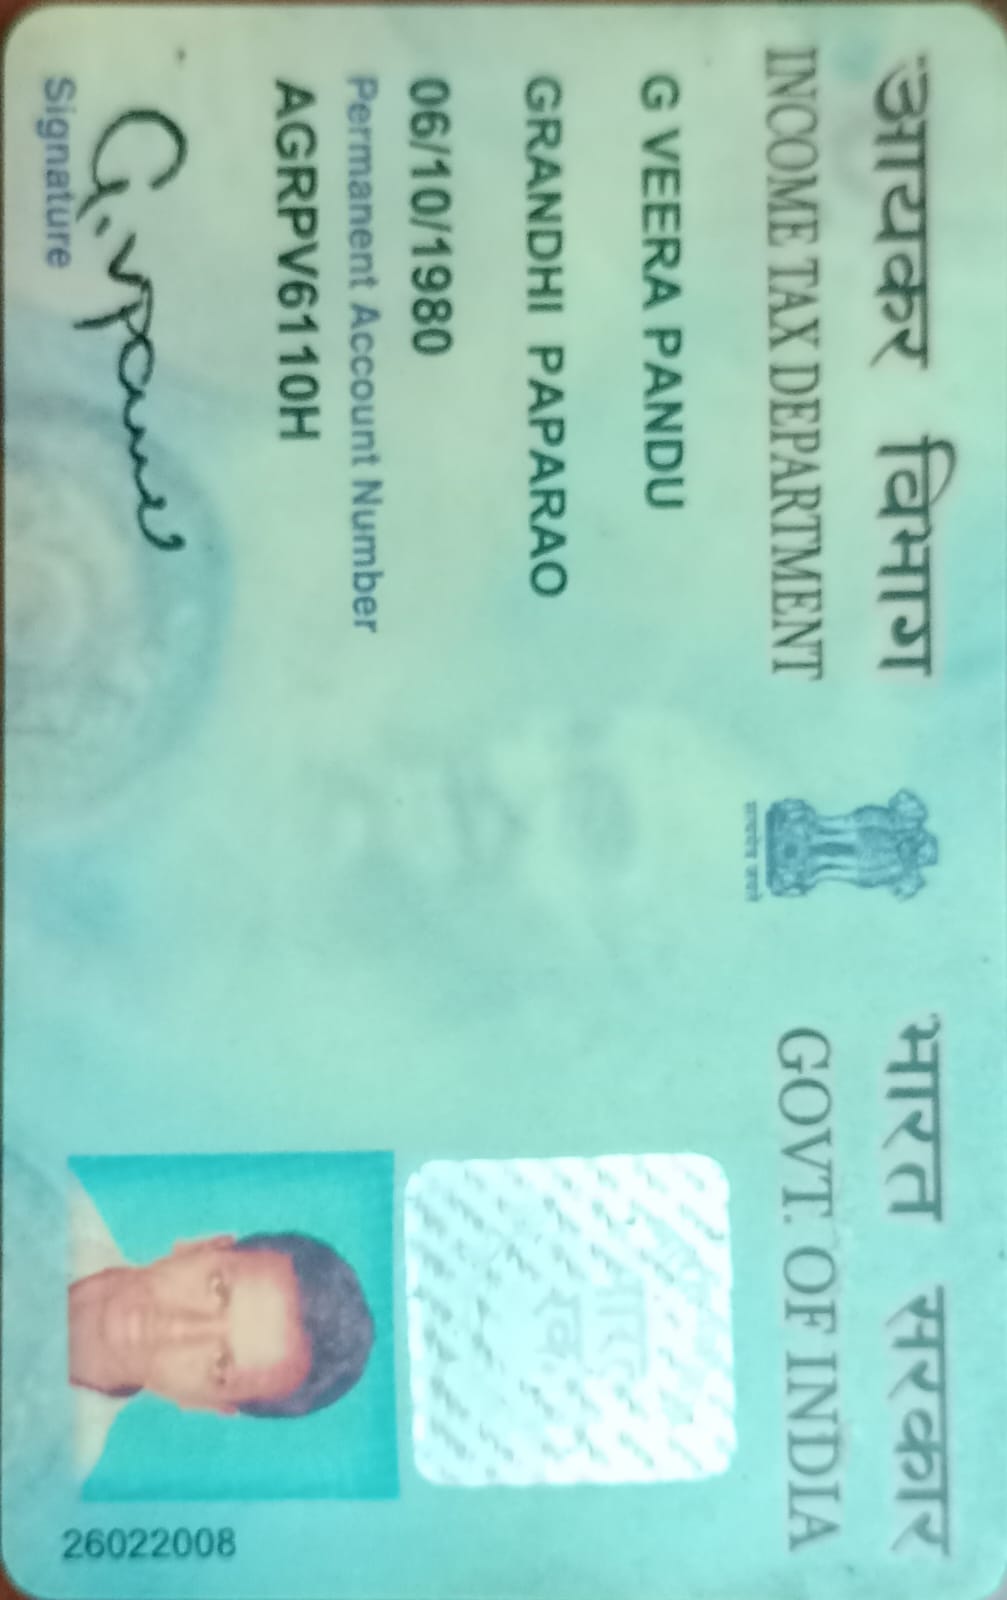 आयकर विभाग
INCOME TAX DEPARTMENT
भारत सरकार
GOVT. OF INDIA
सत्यमेव जयते
G VEERA PANDU
GRANDHI PAPARAO
06/10/1980
Permanent Account Number
AGRPV6110H
Signature
26022008